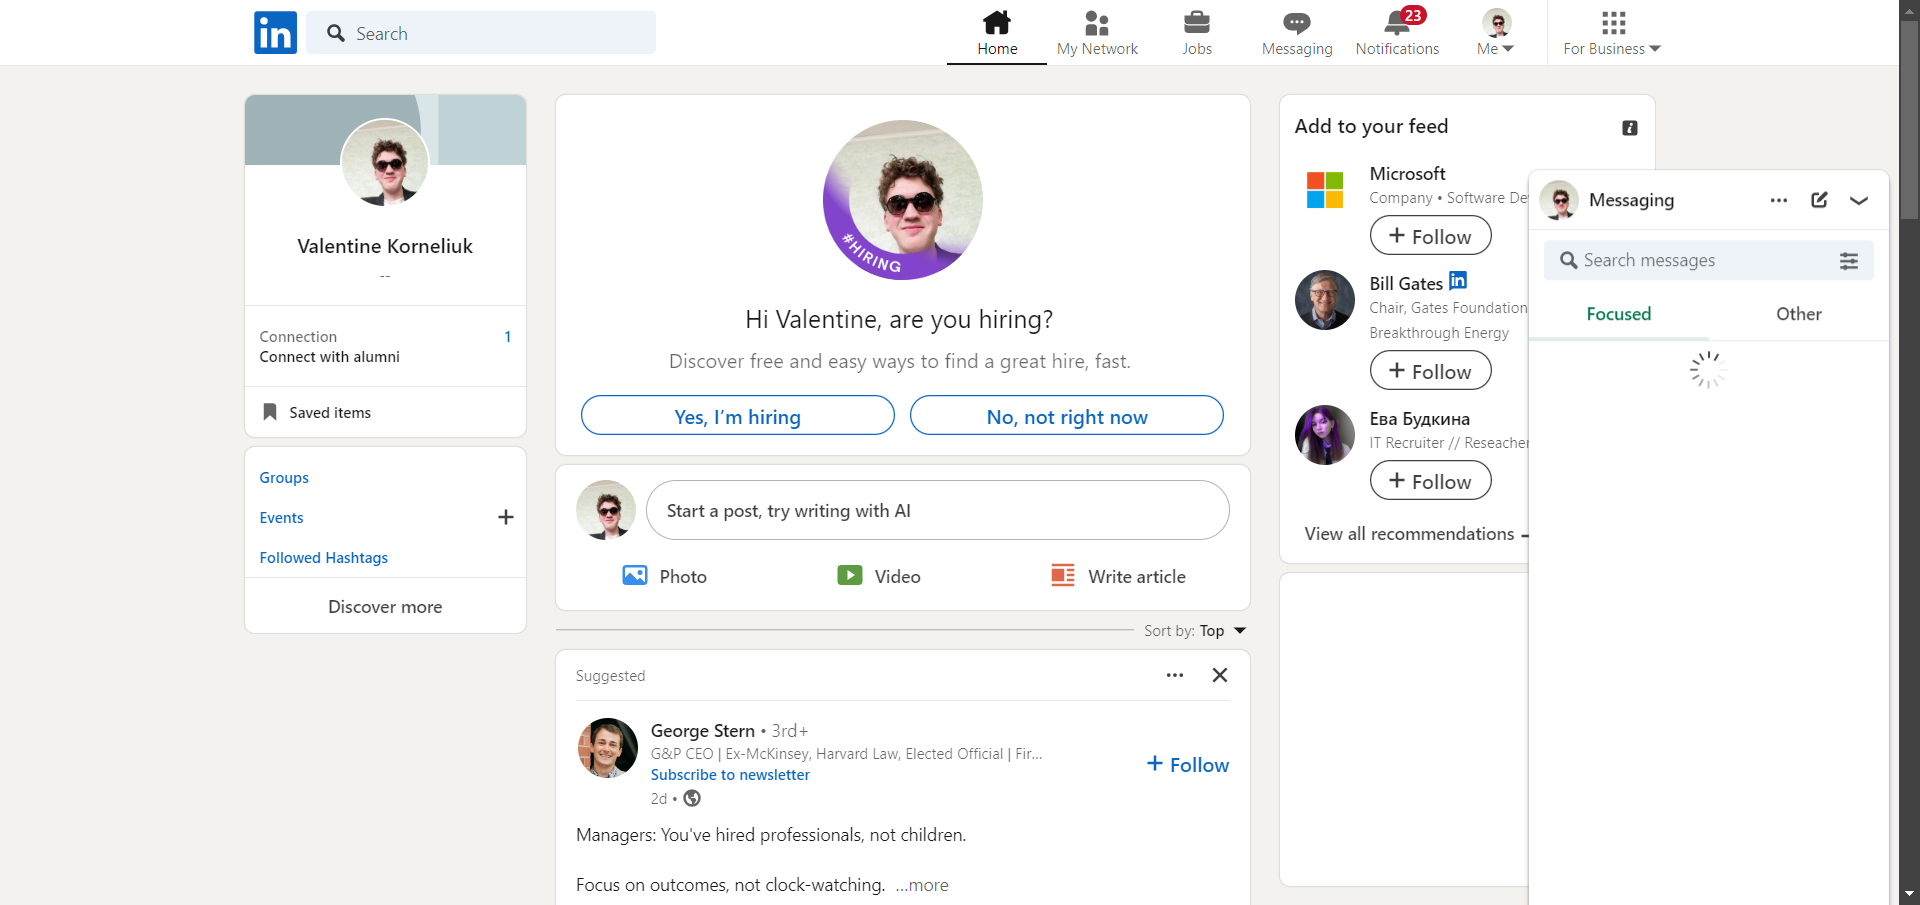 in
Search
Home
My Network
Jobs
Messaging
23
Notifications
Me
For Business
Valentine Korneliuk
--
Connection 1
Connect with alumni
Saved items
Groups
Events
Followed Hashtags
Discover more
#HIRING
Hi Valentine, are you hiring?
Discover free and easy ways to find a great hire, fast.
Yes, I’m hiring
No, not right now
Start a post, try writing with AI
Photo
Video
Write article
Sort by: Top
Suggested
George Stern • 3rd+
G&P CEO | Ex-McKinsey, Harvard Law, Elected Official | Fir...
Subscribe to newsletter
2d •
+ Follow
Managers: You've hired professionals, not children.
Focus on outcomes, not clock-watching. ...more
Add to your feed
Microsoft
Company • Software De
+ Follow
Bill Gates in
Chair, Gates Foundation
Breakthrough Energy
+ Follow
Ева Будкина
IT Recruiter // Reseacher
+ Follow
View all recommendations
Messaging
Search messages
Focused
Other